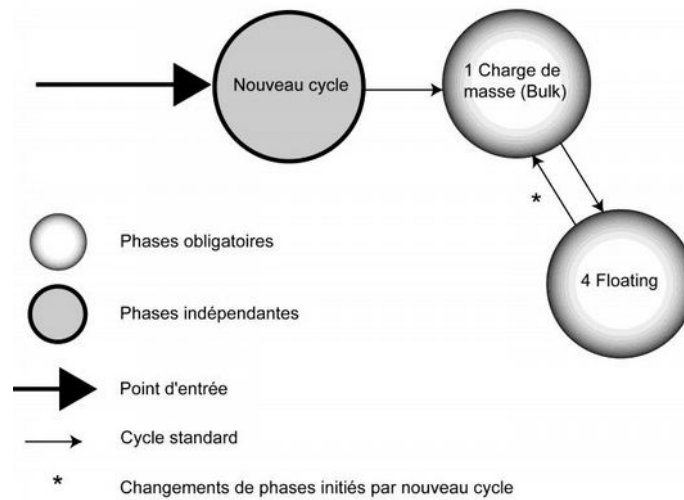 Nouveau cycle
1 Charge de
masse (Bulk)
*
4 Floating
Phases obligatoires
Phases indépendantes
Point d'entrée
Cycle standard
* Changements de phases initiés par nouveau cycle